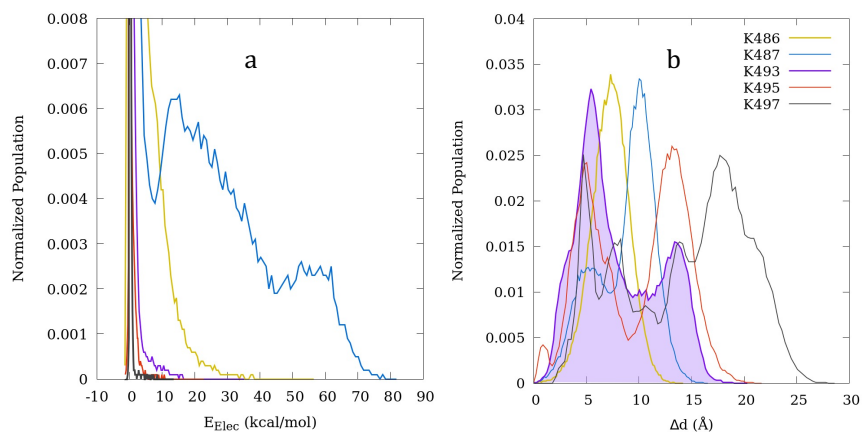 a
0.008
0.007
0.006
0.005
0.004
0.003
0.002
0.001
0
Normalized Population
-10 0 10 20 30 40 50 60 70 80 90
E_Elec (kcal/mol)
b
0.04
0.035
0.03
0.025
0.02
0.015
0.01
0.005
0
Normalized Population
K486
K487
K493
K495
K497
0 5 10 15 20 25 30
Δd (Å)